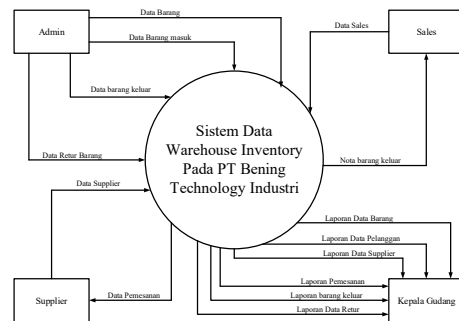 Data Barang
Admin
Sales
Data Sales
Data Barang masuk
Data barang keluar
Sistem Data
Warehouse Inventory
Pada PT Bening
Technology Industri
Data Retur Barang
Nota barang keluar
Data Supplier
Laporan Data Barang
Laporan Data Pelanggan
Laporan Data Supplier
Laporan Pemesanan
Supplier
Data Pemesanan
Laporan barang keluar
Kepala Gudang
Laporan Data Retur